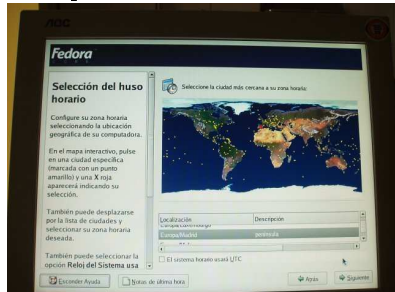 AOC
Fedora
Selección del huso
horario
Configure su zona horaria
seleccionando la ubicación
geográfica de su computadora.
En el mapa interactivo, pulse
en una ciudad específica
(marcada con un punto
amarillo) y una X roja
aparecerá indicando su
selección.
También puede desplazarse
por la lista de ciudades y
seleccionar su zona horaria
deseada.
También puede seleccionar la
opción Reloj del Sistema usa
Seleccione la ciudad más cercana a su zona horaria:
Localización Descripción
Europa/Madrid península
El sistema horario usará UTC
Esconder Ayuda
Notas de última hora
Atrás
Siguiente